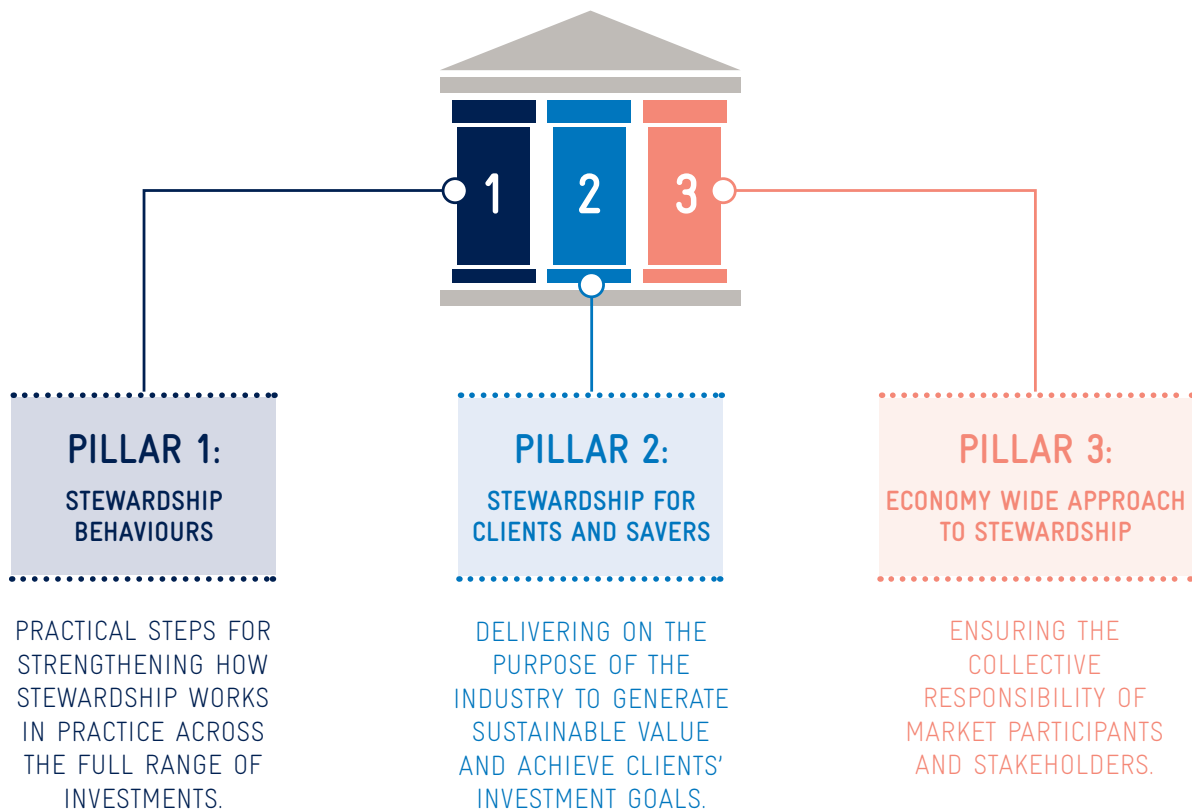 1
2
3
PILLAR 1:
STEWARDSHIP
BEHAVIOURS
PRACTICAL STEPS FOR
STRENGTHENING HOW
STEWARDSHIP WORKS
IN PRACTICE ACROSS
THE FULL RANGE OF
INVESTMENTS.
PILLAR 2:
STEWARDSHIP FOR
CLIENTS AND SAVERS
DELIVERING ON THE
PURPOSE OF THE
INDUSTRY TO GENERATE
SUSTAINABLE VALUE
AND ACHIEVE CLIENTS'
INVESTMENT GOALS.
PILLAR 3:
ECONOMY WIDE APPROACH
TO STEWARDSHIP
ENSURING THE
COLLECTIVE
RESPONSIBILITY OF
MARKET PARTICIPANTS
AND STAKEHOLDERS.